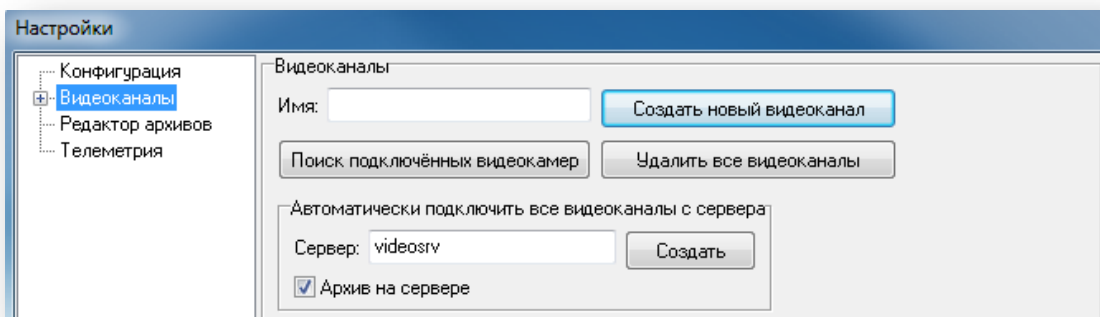 Настройки
Конфигурация
Видеоканалы
Редактор архивов
Телеметрия
Видеоканалы
Имя:
Создать новый видеоканал
Поиск подключённых видеокамер
Удалить все видеоканалы
Автоматически подключить все видеоканалы с сервера
Сервер: videosrv
Создать
Архив на сервере